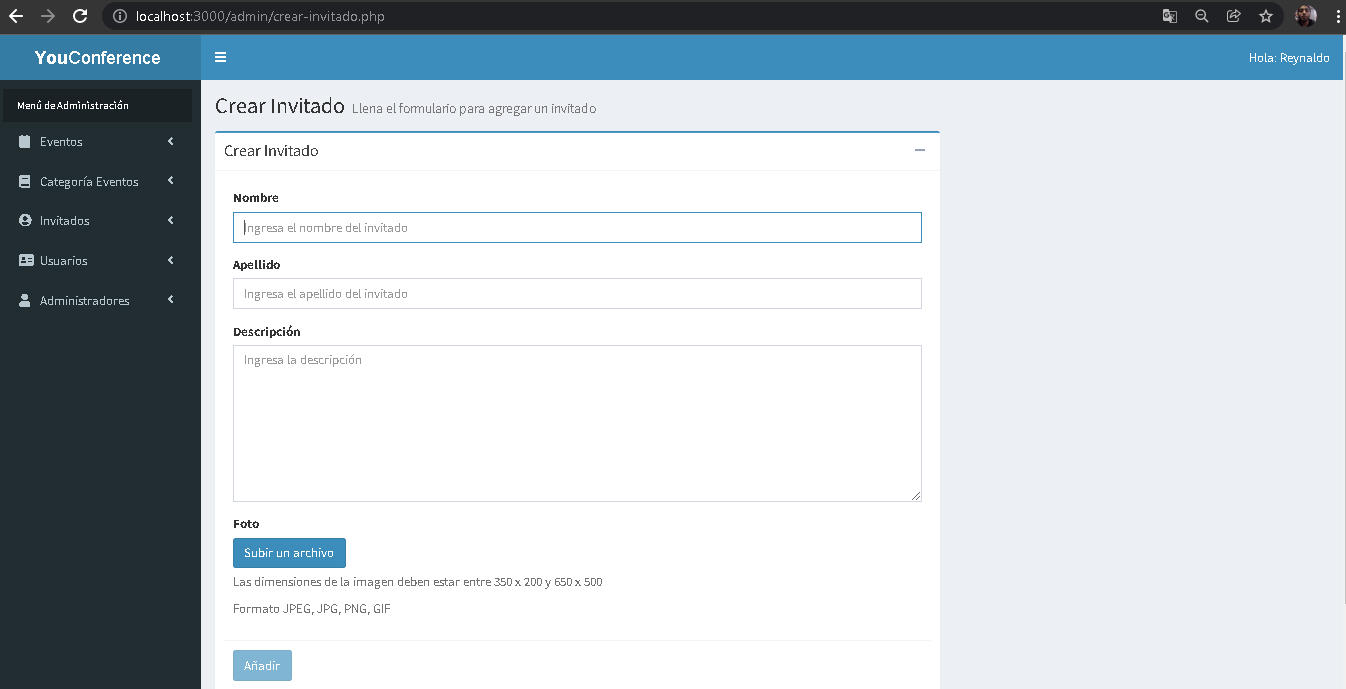 localhost:3000/admin/crear-invitado.php
YouConference
Hola: Reynaldo
Menú de Administración
Eventos
Categoría Eventos
Invitados
Usuarios
Administradores
Crear Invitado Llena el formulario para agregar un invitado
Crear Invitado
Nombre
Ingresa el nombre del invitado
Apellido
Ingresa el apellido del invitado
Descripción
Ingresa la descripción
Foto
Subir un archivo
Las dimensiones de la imagen deben estar entre 350 x 200 y 650 x 500
Formato JPEG, JPG, PNG, GIF
Añadir